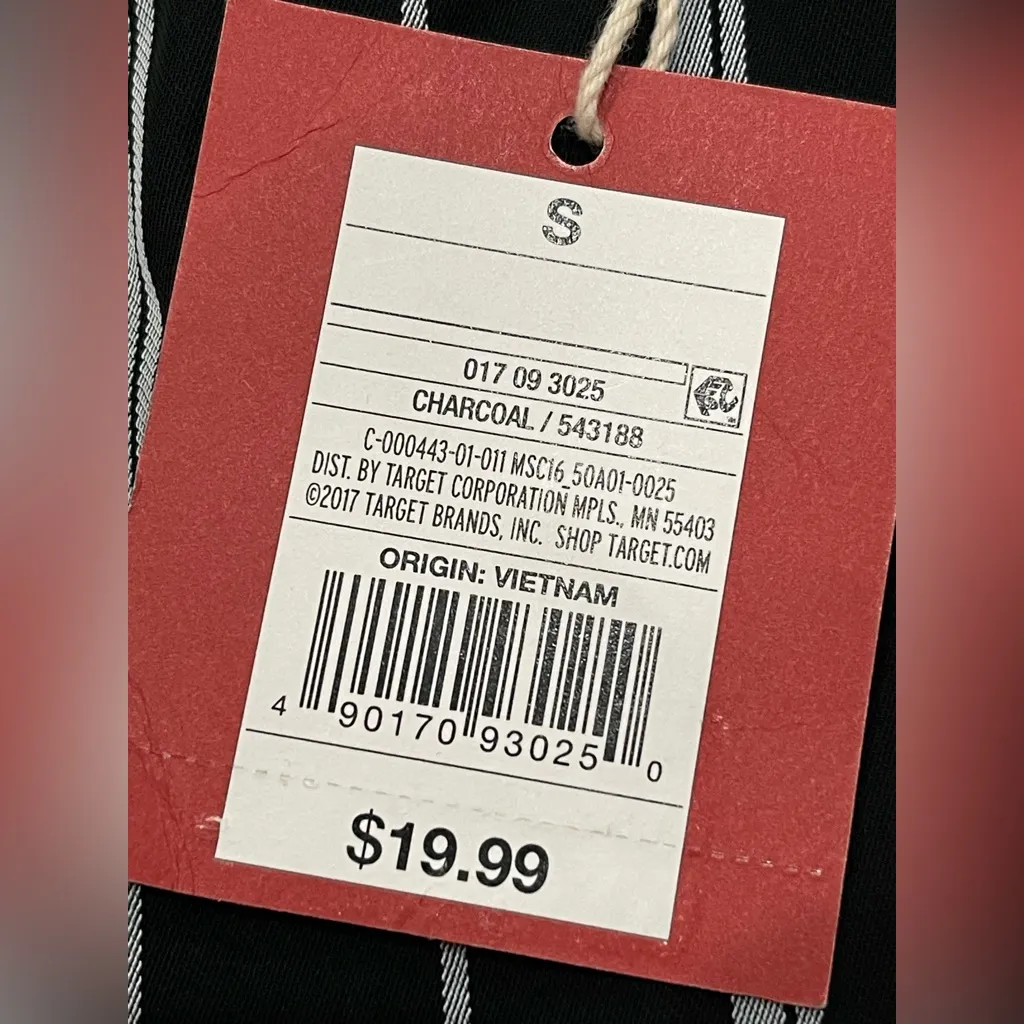 S
017 09 3025
CHARCOAL / 543188
C-000443-01-011 MSC16_50A01-0025
DIST. BY TARGET CORPORATION MPLS., MN 55403
©2017 TARGET BRANDS, INC. SHOP TARGET.COM
ORIGIN: VIETNAM
4 90170 93025 0
$19.99